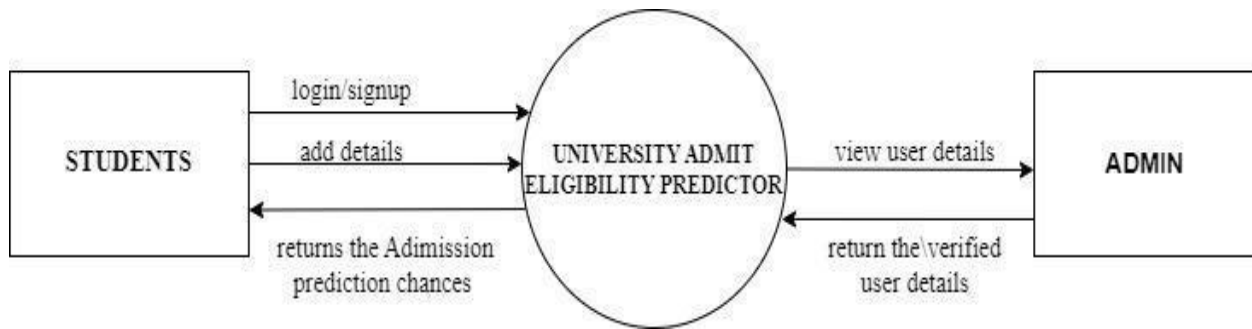 STUDENTS
login/signup
add details
returns the Adimission
prediction chances
UNIVERSITY ADMIT
ELIGIBILITY PREDICTOR
view user details
return the\verified
user details
ADMIN